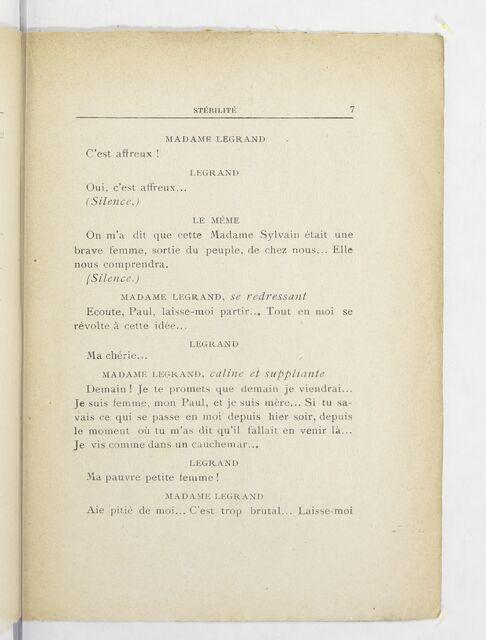 STÉRILITÉ 7
MADAME LEGRAND
C'est affreux !
LEGRAND
Oui, c'est affreux...
(Silence.)
LE MÊME
On m'a dit que cette Madame Sylvain était une
brave femme, sortie du peuple, de chez nous... Elle
nous comprendra.
(Silence.)
MADAME LEGRAND, se redressant
Ecoute, Paul, laisse-moi partir... Tout en moi se
révolte à cette idée...
LEGRAND
Ma chérie...
MADAME LEGRAND, caline et suppliante
Demain ! Je te promets que demain je viendrai...
Je suis femme, mon Paul, et je suis mère... Si tu sa-
vais ce qui se passe en moi depuis hier soir, depuis
le moment où tu m'as dit qu'il fallait en venir là...
Je vis comme dans un cauchemar...
LEGRAND
Ma pauvre petite femme !
MADAME LEGRAND
Aie pitié de moi... C'est trop brutal... Laisse-moi